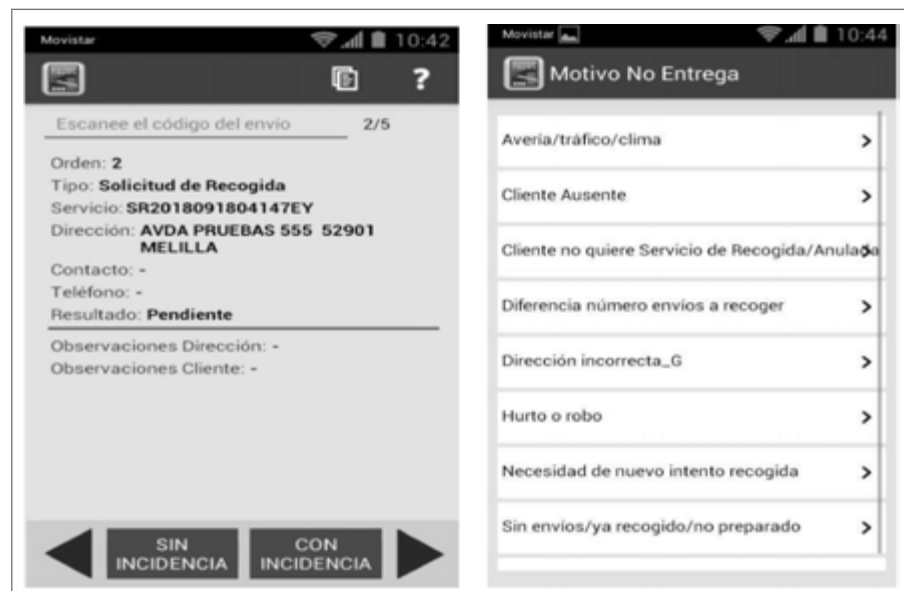 Movistar 10:42
?
Escanee el código del envio 2/5
Orden: 2
Tipo: Solicitud de Recogida
Servicio: SR2018091804147EY
Dirección: AVDA PRUEBAS 555 52901
MELILLA
Contacto: -
Teléfono: -
Resultado: Pendiente
Observaciones Dirección: -
Observaciones Cliente: -
SIN
INCIDENCIA
CON
INCIDENCIA
Movistar 10:44
Motivo No Entrega
Avería/tráfico/clima
Cliente Ausente
Cliente no quiere Servicio de Recogida/Anulada
Diferencia número envíos a recoger
Dirección incorrecta_G
Hurto o robo
Necesidad de nuevo intento recogida
Sin envíos/ya recogido/no preparado